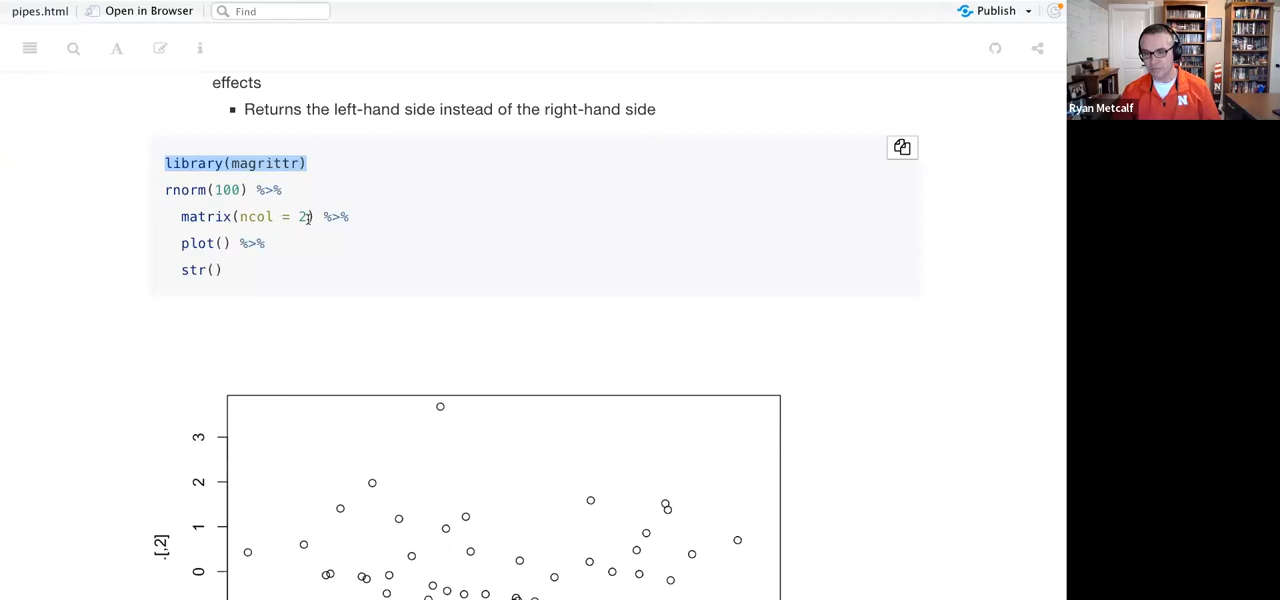 pipes.html Open in Browser Find Publish
effects
Returns the left-hand side instead of the right-hand side
library(magrittr)
rnorm(100) %>%
matrix(ncol = 2) %>%
plot() %>%
str()
Ryan Metcalf
N
3
2
1
0
.[,2]